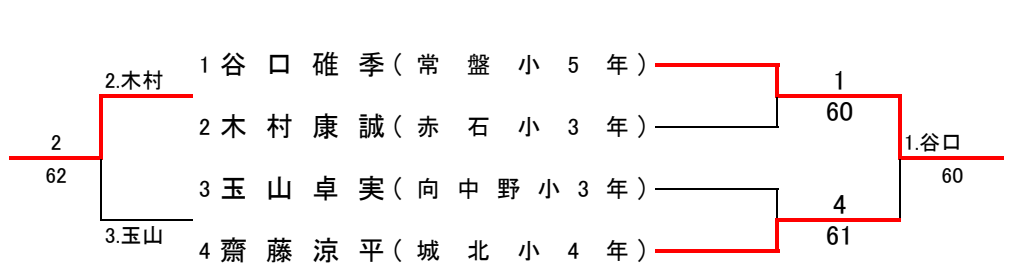 1 谷口碓季(常盤小5年)
2 木村康誠(赤石小3年)
3 玉山卓実(向中野小3年)
4 齋藤涼平(城北小4年)
2.木村
2
62
3.玉山
1
60
4
61
1.谷口
60